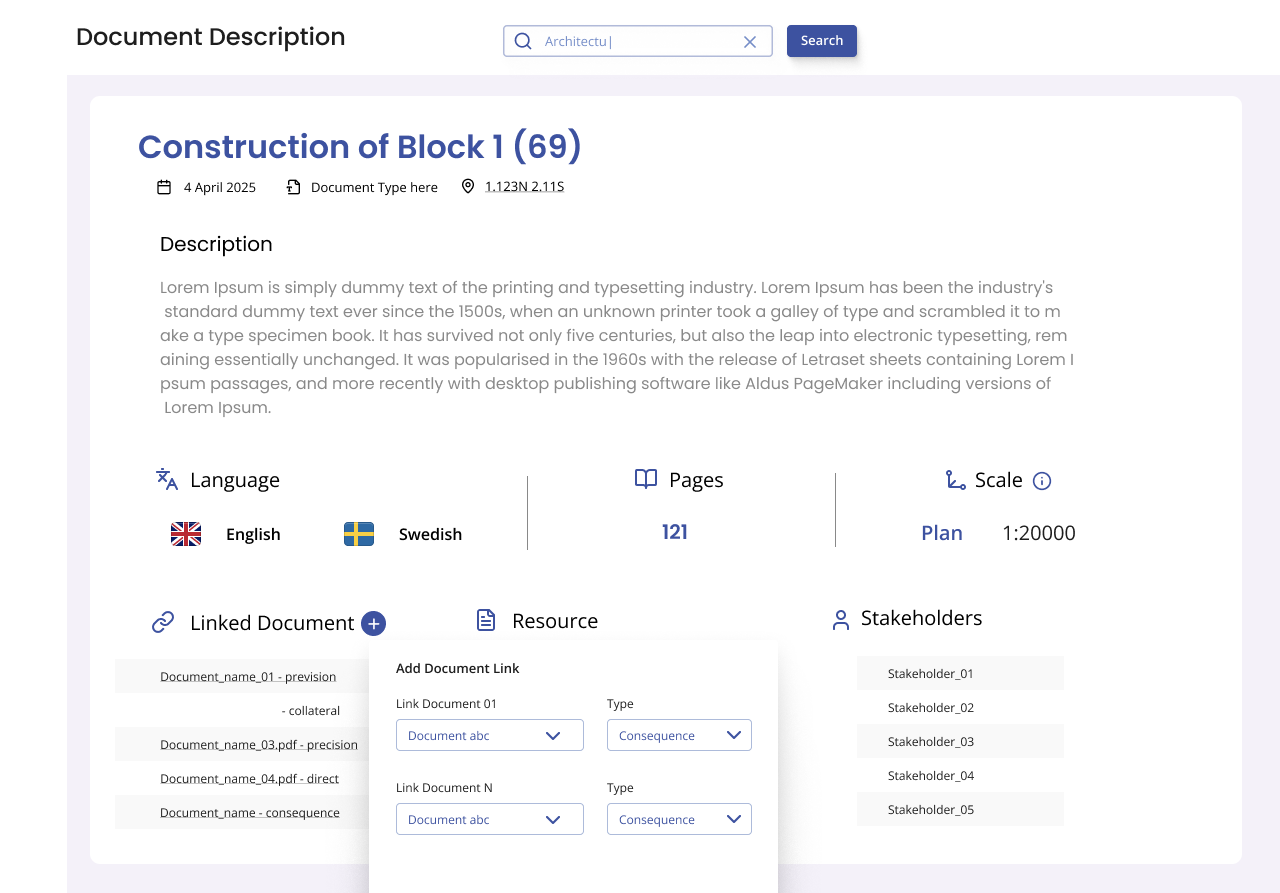 Document Description
Architectu|
Search
Construction of Block 1 (69)
4 April 2025
Document Type here
1.123N 2.11S
Description
Lorem Ipsum is simply dummy text of the printing and typesetting industry. Lorem Ipsum has been the industry's
standard dummy text ever since the 1500s, when an unknown printer took a galley of type and scrambled it to m
ake a type specimen book. It has survived not only five centuries, but also the leap into electronic typesetting, rem
aining essentially unchanged. It was popularised in the 1960s with the release of Letraset sheets containing Lorem I
psum passages, and more recently with desktop publishing software like Aldus PageMaker including versions of
Lorem Ipsum.
Language
English
Swedish
Pages
121
Scale
Plan
1:20000
Linked Document
Document_name_01 - prevision
- collateral
Document_name_03.pdf - precision
Document_name_04.pdf - direct
Document_name - consequence
Resource
Add Document Link
Link Document 01
Type
Document abc
Consequence
Link Document N
Type
Document abc
Consequence
Stakeholders
Stakeholder_01
Stakeholder_02
Stakeholder_03
Stakeholder_04
Stakeholder_05